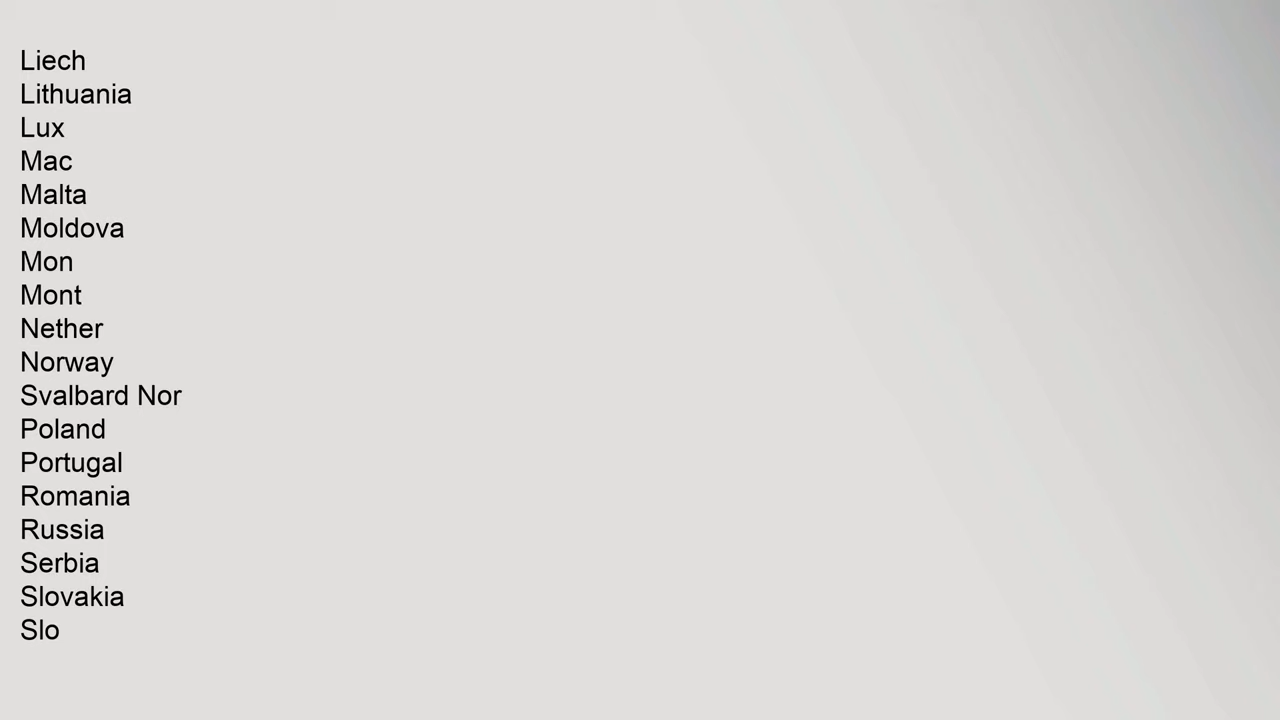 Liech
Lithuania
Lux
Mac
Malta
Moldova
Mon
Mont
Nether
Norway
Svalbard Nor
Poland
Portugal
Romania
Russia
Serbia
Slovakia
Slo